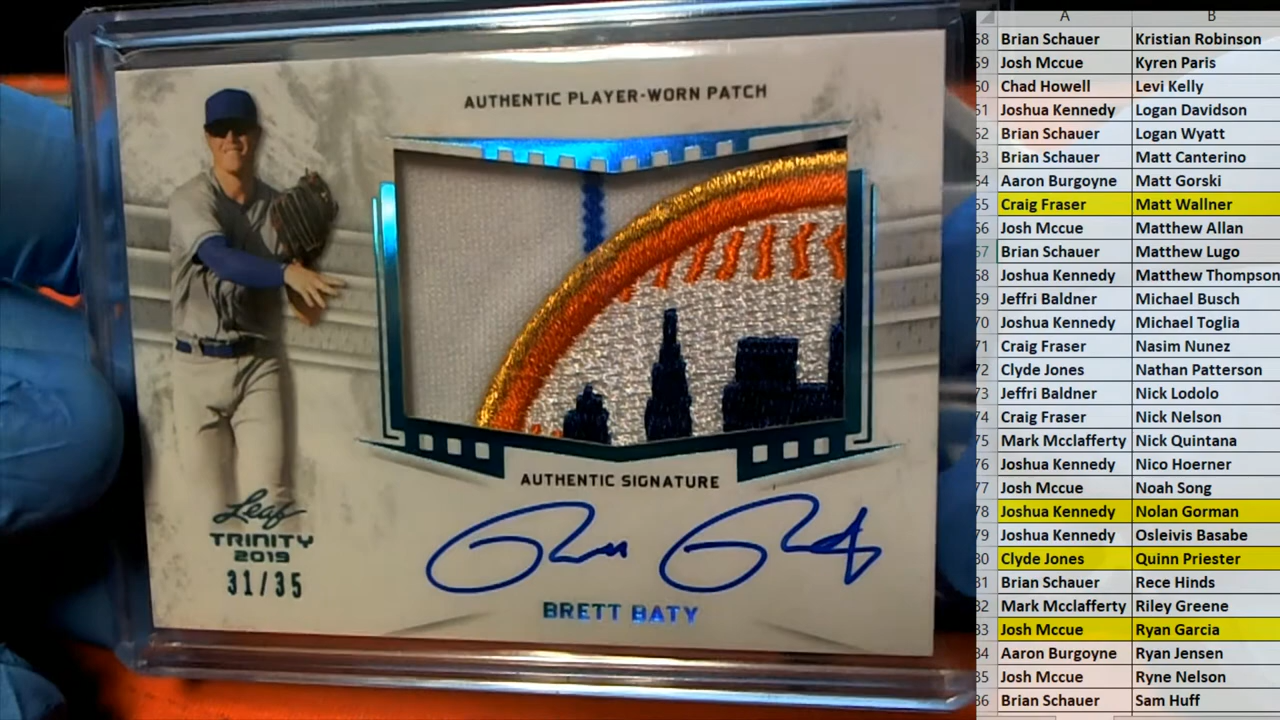 AUTHENTIC PLAYER-WORN PATCH
AUTHENTIC SIGNATURE
Leaf
TRINITY
2019
31/35
BRETT BATY
A B
58 Brian Schauer Kristian Robinson
59 Josh Mccue Kyren Paris
60 Chad Howell Levi Kelly
61 Joshua Kennedy Logan Davidson
62 Brian Schauer Logan Wyatt
63 Brian Schauer Matt Canterino
64 Aaron Burgoyne Matt Gorski
65 Craig Fraser Matt Wallner
66 Josh Mccue Matthew Allan
67 Brian Schauer Matthew Lugo
68 Joshua Kennedy Matthew Thompson
69 Jeffri Baldner Michael Busch
70 Joshua Kennedy Michael Toglia
71 Craig Fraser Nasim Nunez
72 Clyde Jones Nathan Patterson
73 Jeffri Baldner Nick Lodolo
74 Craig Fraser Nick Nelson
75 Mark Mcclafferty Nick Quintana
76 Joshua Kennedy Nico Hoerner
77 Josh Mccue Noah Song
78 Joshua Kennedy Nolan Gorman
79 Joshua Kennedy Osleivis Basabe
80 Clyde Jones Quinn Priester
81 Brian Schauer Rece Hinds
82 Mark Mcclafferty Riley Greene
83 Josh Mccue Ryan Garcia
84 Aaron Burgoyne Ryan Jensen
85 Josh Mccue Ryne Nelson
86 Brian Schauer Sam Huff